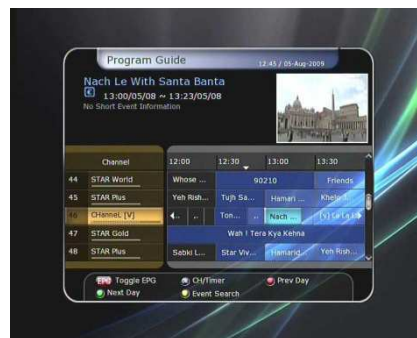 Program Guide 12:45 / 05-Aug-2009
Nach Le With Santa Banta
13:00/05/08 ~ 13:23/05/08
No Short Event Information
Channel 12:00 12:30 13:00 13:30
44 STAR World Whose ... 90210 Friends
45 STAR Plus Yeh Rish... Tujh Sa... Hamari ... Khelo
46 CHanneL [V] .. .. Ton... .. Nach ... [V] La La L
47 STAR Gold Wah ! Tera Kya Kehna
48 STAR Plus Sabki L... Star Viv... Hamarid... Yeh Rish...
EPG Toggle EPG CH/Timer Prev Day
Next Day Event Search